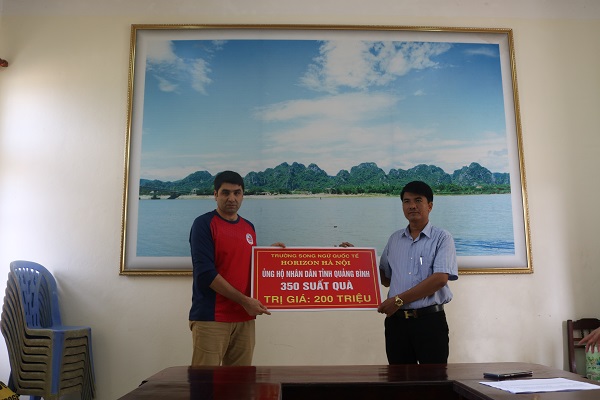 TRƯỜNG SONG NGỮ QUỐC TẾ
HORIZON HÀ NỘI
ỦNG HỘ NHÂN DÂN TỈNH QUẢNG BÌNH
350 SUẤT QUÀ
TRỊ GIÁ: 200 TRIỆU